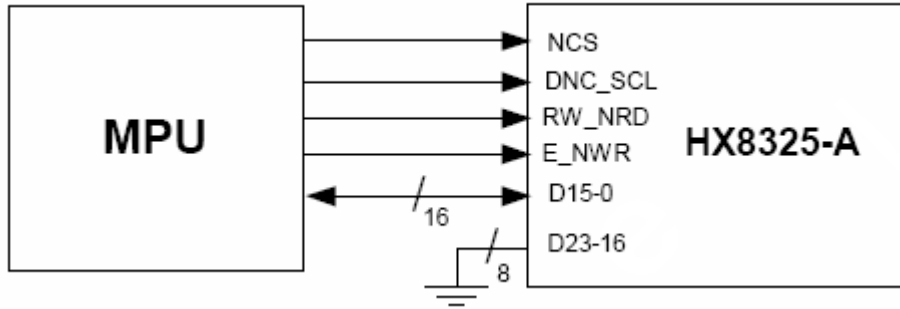 MPU
NCS
DNC_SCL
RW_NRD
E_NWR
D15-0
16
D23-16
8
HX8325-A